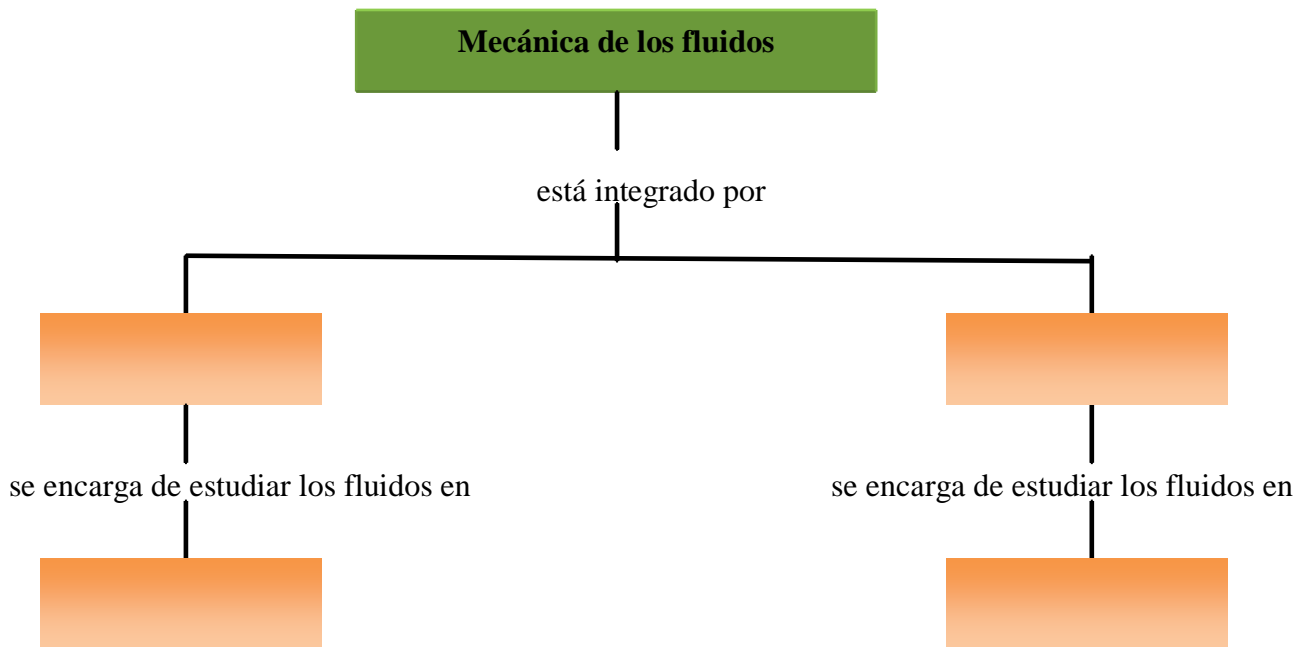 Mecánica de los fluidos
está integrado por
se encarga de estudiar los fluidos en
se encarga de estudiar los fluidos en